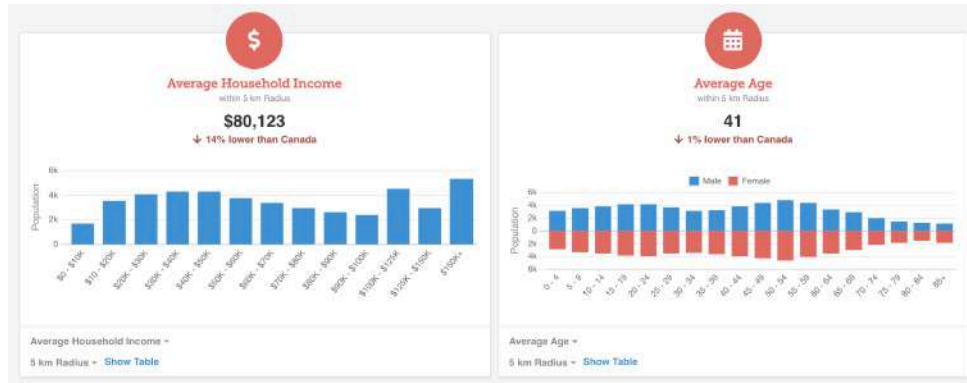 Average Household Income
within 5 km Radius
$80,123
14% lower than Canada
6k
4k
2k
0
Population
$0 - $10K
$10 - $20K
$20K - $30K
$30K - $40K
$40K - $50K
$50K - $60K
$60K - $70K
$70K - $80K
$80K - $90K
$90K - $100K
$100K - $125K
$125K - $150K
$150K+
Average Household Income
5 km Radius Show Table
Average Age
within 5 km Radius
41
1% lower than Canada
Male Female
6k
4k
2k
0
2k
4k
6k
Population
0 - 4
5 - 9
10 - 14
15 - 19
20 - 24
25 - 29
30 - 34
35 - 39
40 - 44
45 - 49
50 - 54
55 - 59
60 - 64
65 - 69
70 - 74
75 - 79
80 - 84
85+
Average Age
5 km Radius Show Table